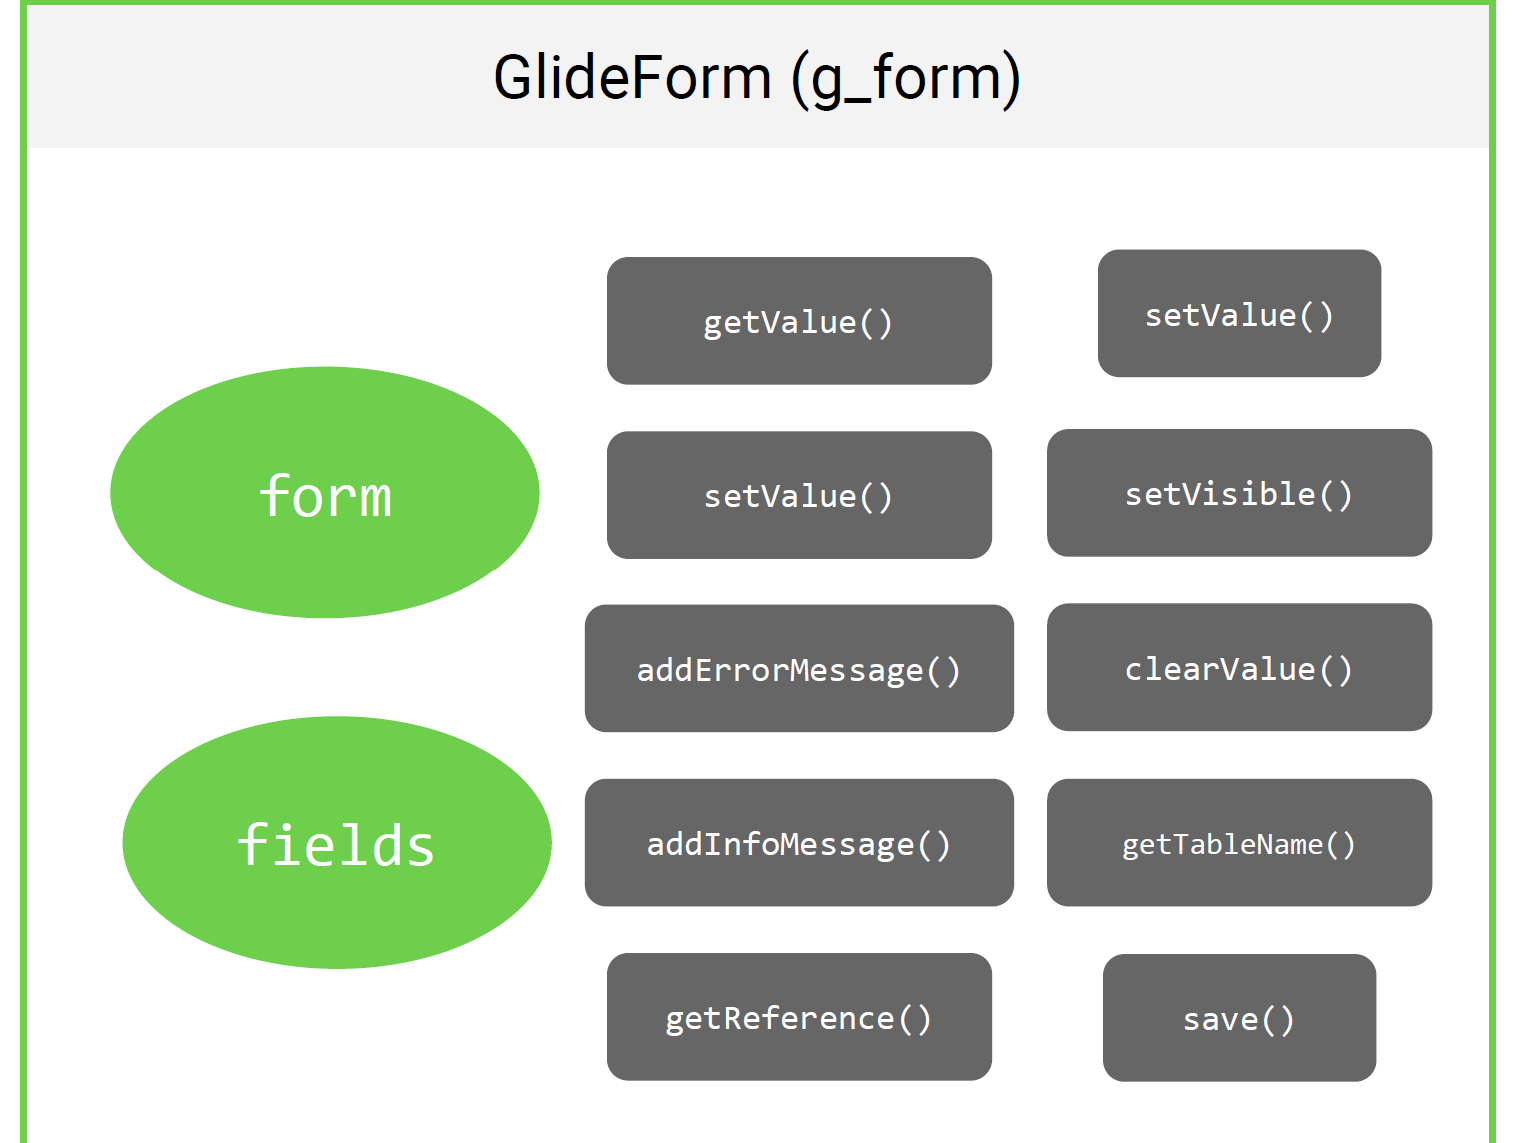 GlideForm (g_form)
getValue()
setValue()
form
setValue()
setVisible()
addErrorMessage()
clearValue()
fields
addInfoMessage()
getTableName()
getReference()
save()